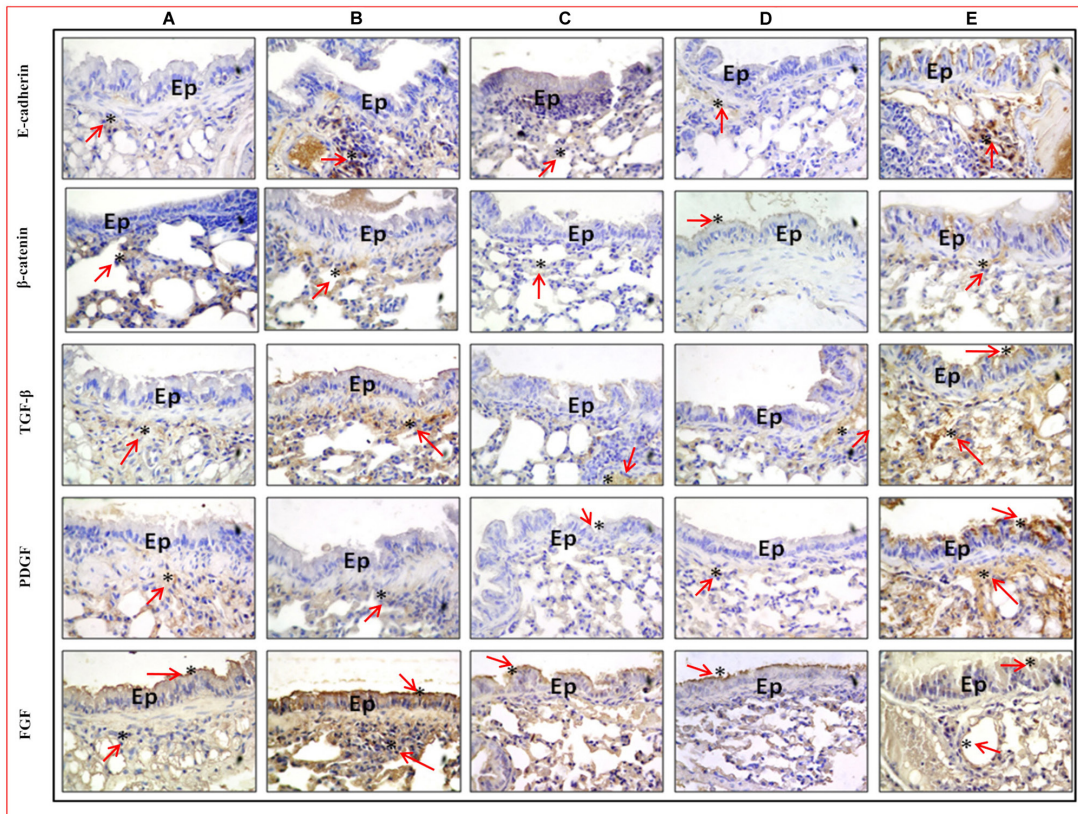 A B C D E
E-cadherin
Ep Ep Ep Ep Ep
* * * * *
β-catenin
Ep Ep Ep Ep Ep
* * * * *
TGF-β
Ep Ep Ep Ep Ep
* * * * * *
PDGF
Ep Ep Ep Ep Ep
* * * * * *
FGF
Ep Ep Ep Ep Ep
* * * * * * * *